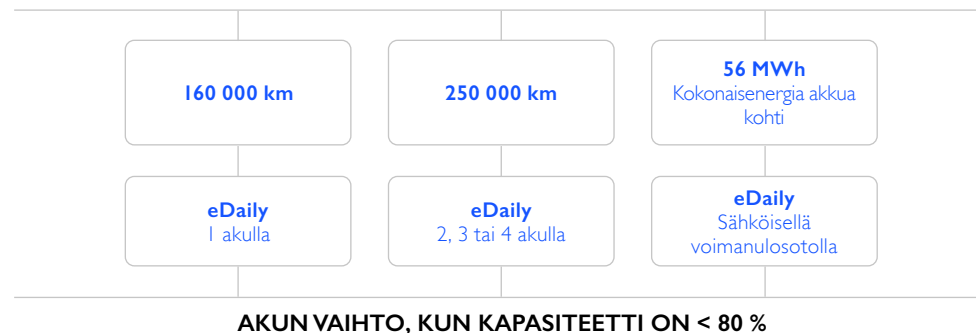 160 000 km
250 000 km
56 MWh
Kokonaisenergia akkua
kohti
eDaily
1 akulla
eDaily
2, 3 tai 4 akulla
eDaily
Sähköisellä
voimanulosotolla
AKUN VAIHTO, KUN KAPASITEETTI ON < 80 %